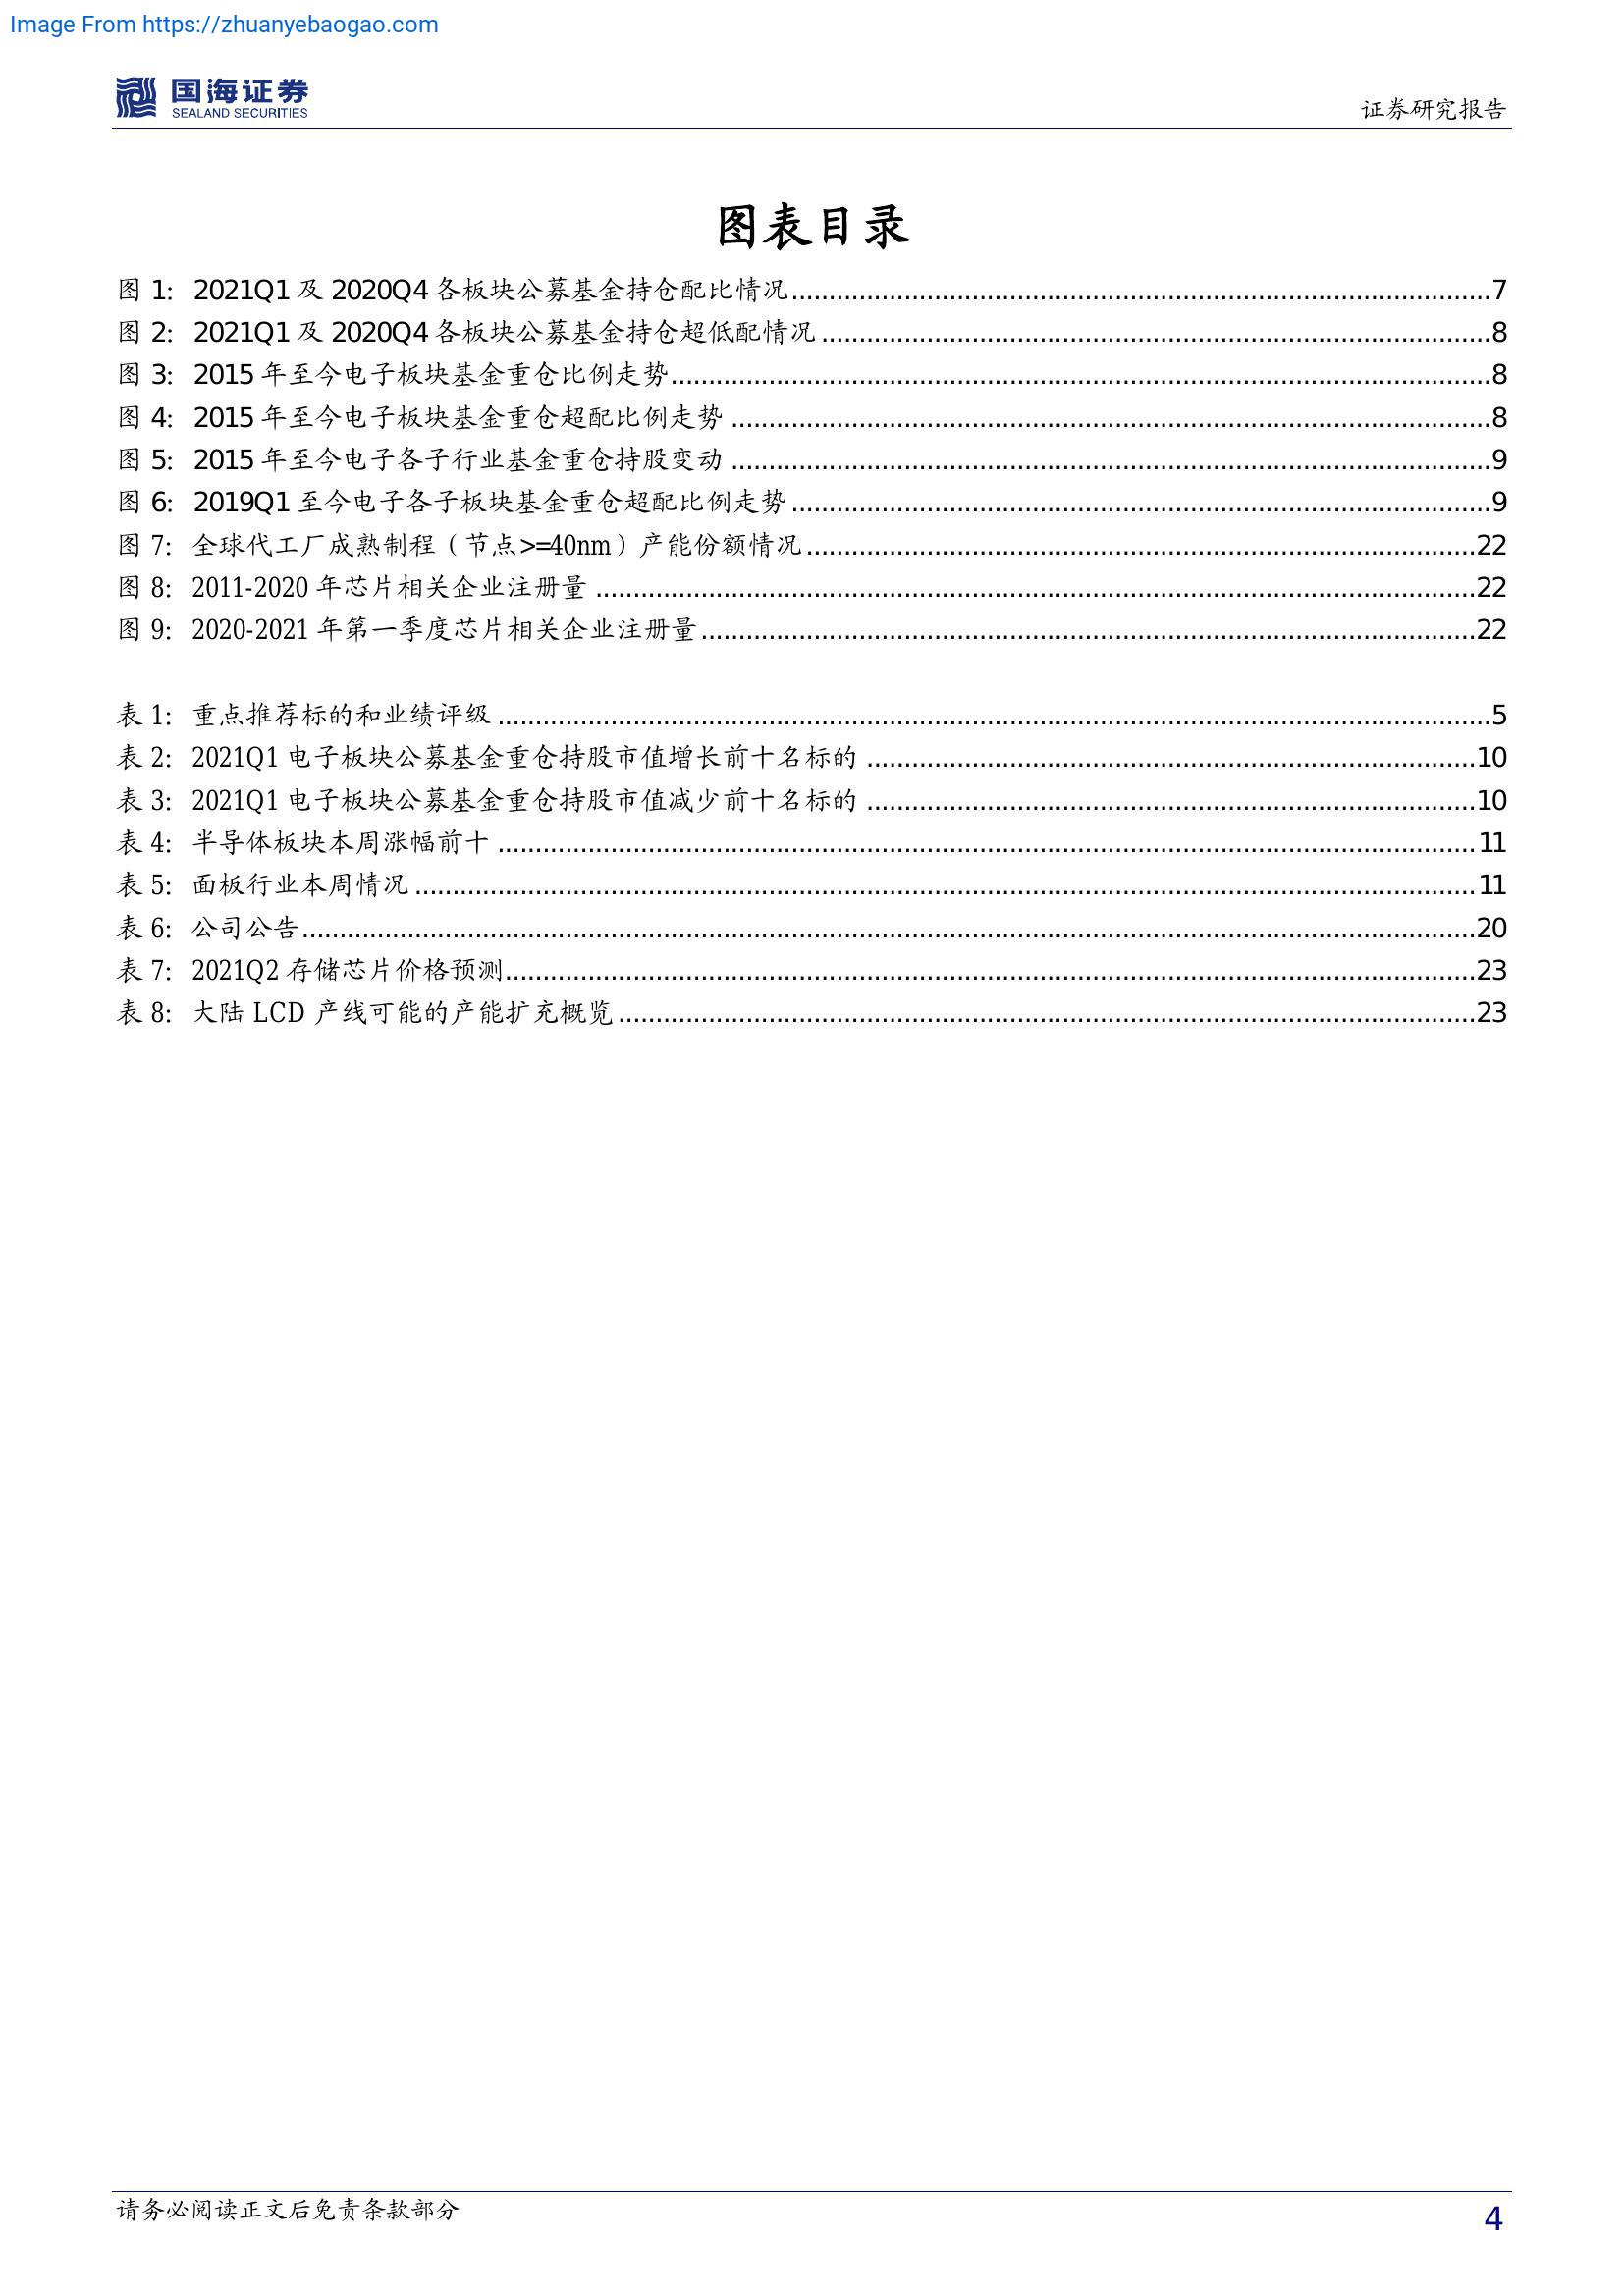 Image From https://zhuanyebaogao.com
国海证券
SEALAND SECURITIES
证券研究报告
图表目录
图 1: 2021Q1 及 2020Q4 各板块公募基金持仓配比情况........................................7
图 2: 2021Q1 及 2020Q4 各板块公募基金持仓超低配情况........................................8
图 3: 2015 年至今电子板块基金重仓比例走势........................................8
图 4: 2015 年至今电子板块基金重仓超配比例走势........................................8
图 5: 2015 年至今电子各子行业基金重仓持股变动........................................9
图 6: 2019Q1 至今电子各子板块基金重仓超配比例走势........................................9
图 7: 全球代工厂成熟制程（节点>=40nm）产能份额情况........................................22
图 8: 2011-2020 年芯片相关企业注册量........................................22
图 9: 2020-2021 年第一季度芯片相关企业注册量........................................22
表 1: 重点推荐标的和业绩评级........................................5
表 2: 2021Q1 电子板块公募基金重仓持股市值增长前十名标的........................................10
表 3: 2021Q1 电子板块公募基金重仓持股市值减少前十名标的........................................10
表 4: 半导体板块本周涨幅前十........................................11
表 5: 面板行业本周情况........................................11
表 6: 公司公告........................................20
表 7: 2021Q2 存储芯片价格预测........................................23
表 8: 大陆 LCD 产线可能的产能扩充概览........................................23
请务必阅读正文后免责条款部分
4